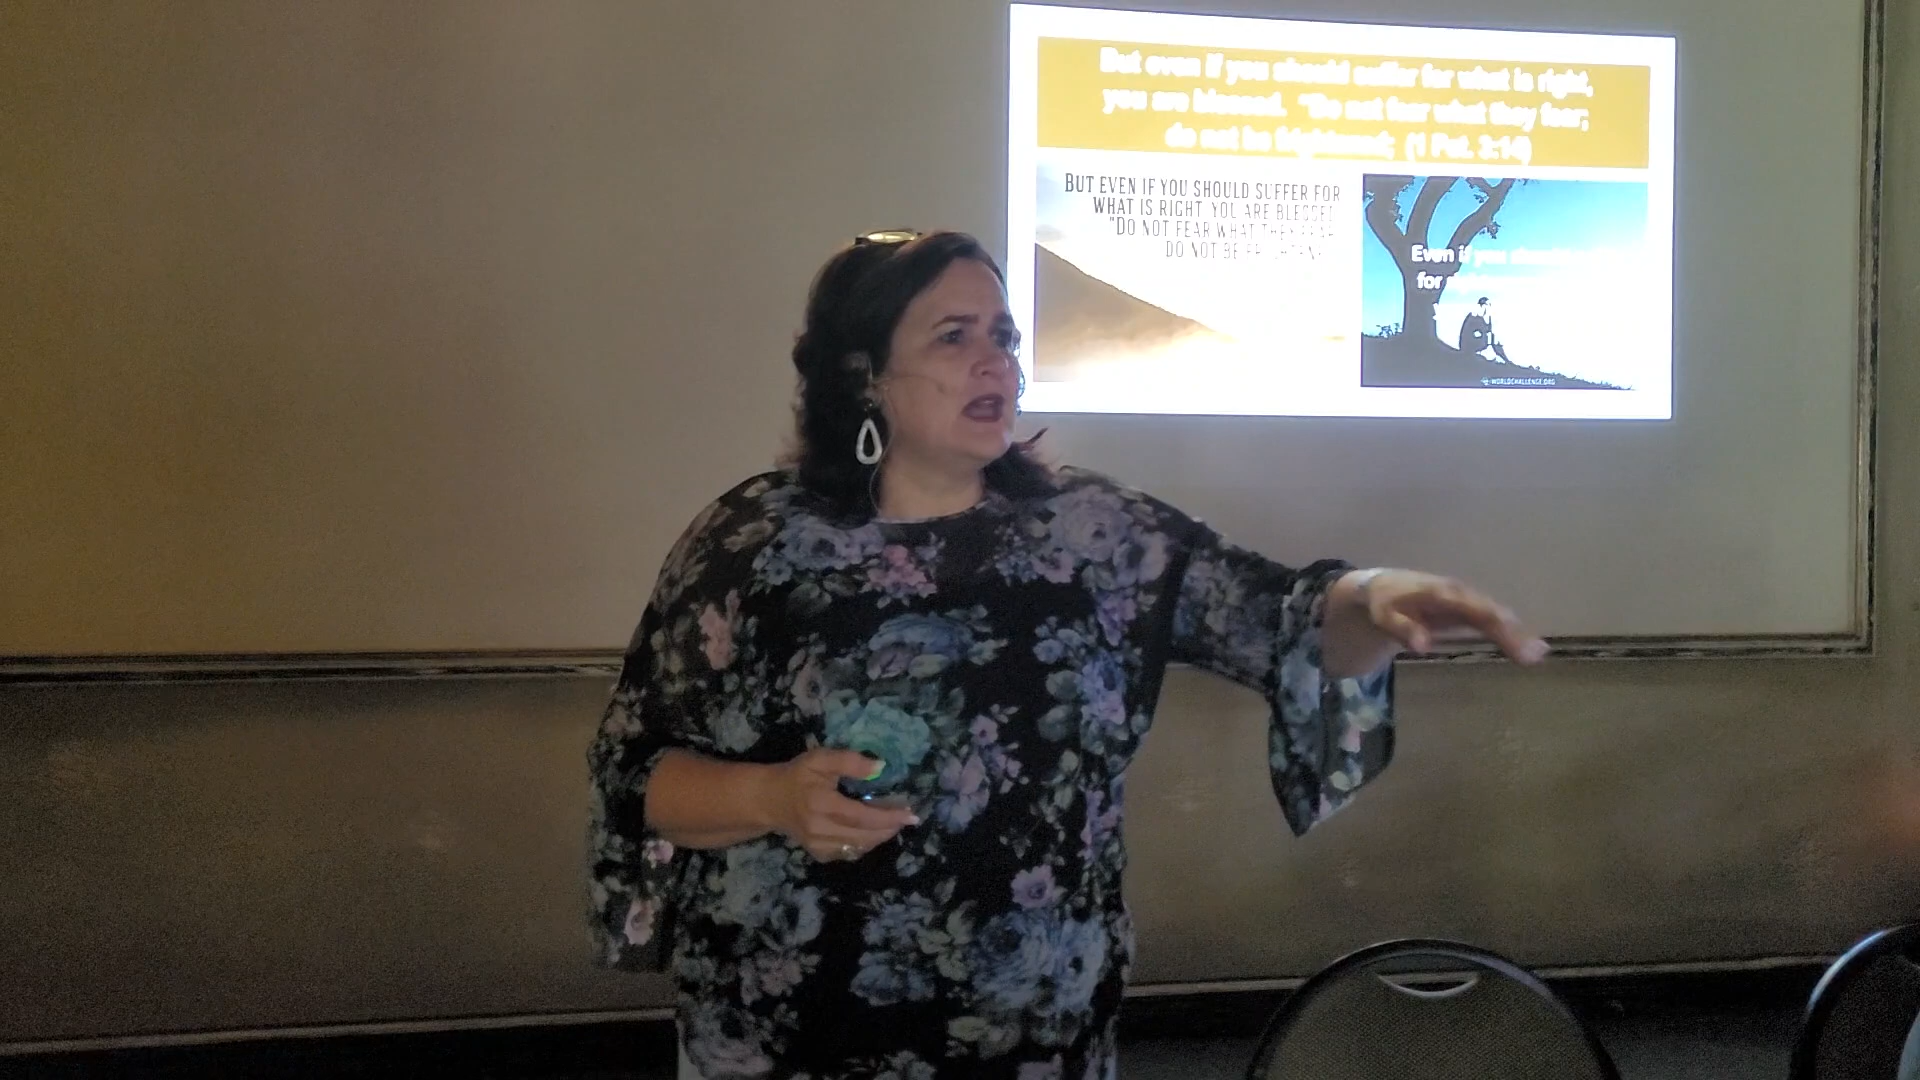 But even if you should suffer for what is right,
you are blessed. "Do not fear what they fear;
do not be frightened; (1 Pet. 3:14)
BUT EVEN IF YOU SHOULD SUFFER FOR
WHAT IS RIGHT, YOU ARE BLESSED.
"DO NOT FEAR WHAT THEY FEAR
DO NOT BE
Even if you should
for
WORLDCHALLENGE.ORG